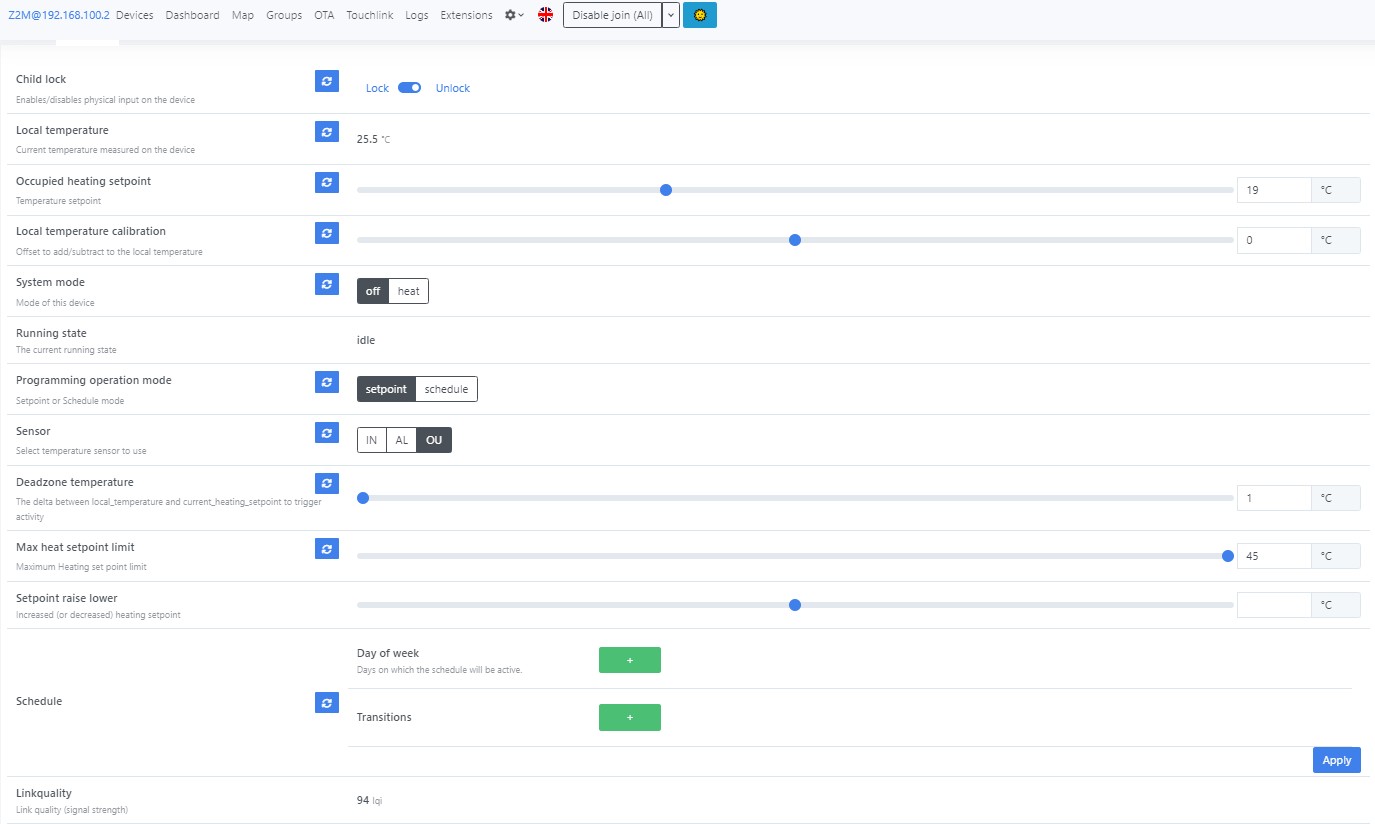 Z2M@192.168.100.2 Devices Dashboard Map Groups OTA Touchlink Logs Extensions Disable join (All)
Child lock
Enables/disables physical input on the device
Lock Unlock
Local temperature
Current temperature measured on the device
25.5 °C
Occupied heating setpoint
Temperature setpoint
19 °C
Local temperature calibration
Offset to add/subtract to the local temperature
0 °C
System mode
Mode of this device
off heat
Running state
The current running state
idle
Programming operation mode
Setpoint or Schedule mode
setpoint schedule
Sensor
Select temperature sensor to use
IN AL OU
Deadzone temperature
The delta between local_temperature and current_heating_setpoint to trigger
activity
1 °C
Max heat setpoint limit
Maximum Heating set point limit
45 °C
Setpoint raise lower
Increased (or decreased) heating setpoint
°C
Schedule
Day of week
Days on which the schedule will be active.
+
Transitions
+
Apply
Linkquality
Link quality (signal strength)
94 lqi